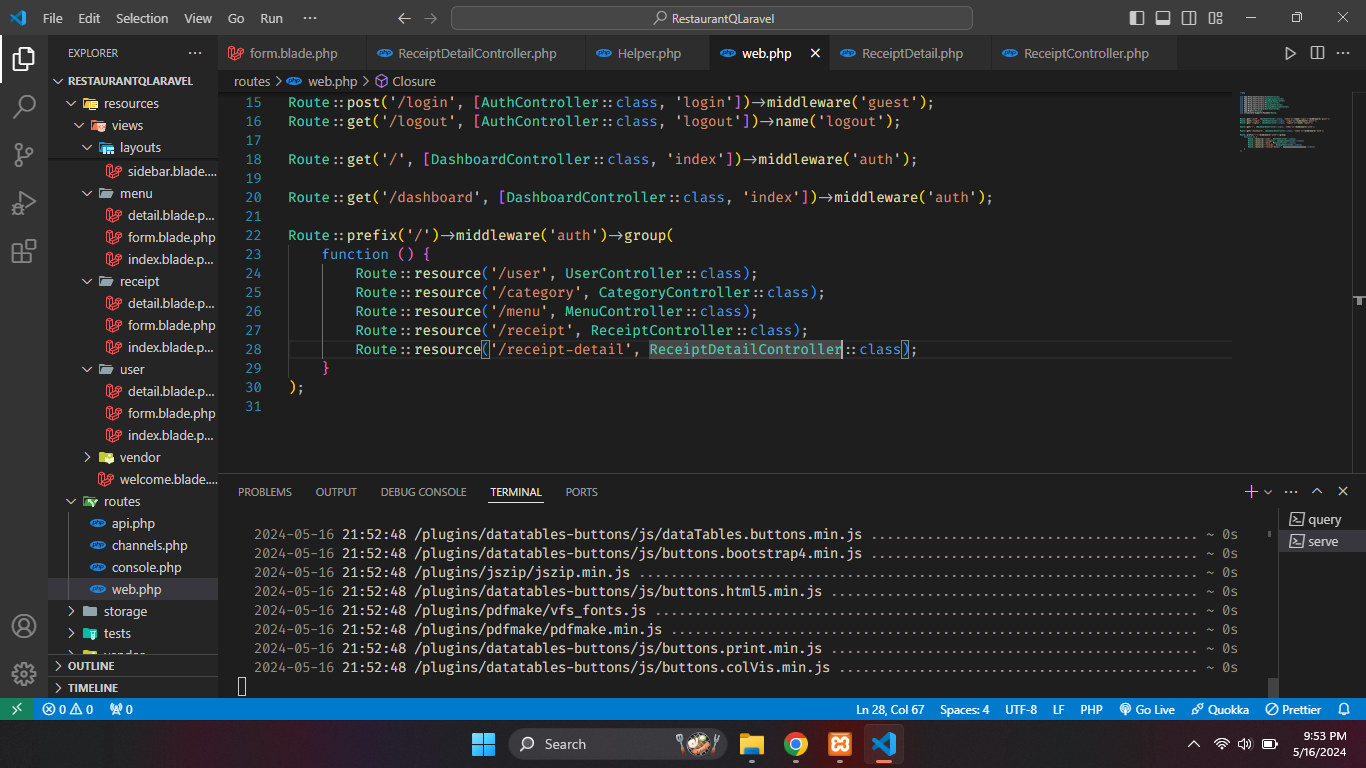 File Edit Selection View Go Run ··· RestaurantQLaravel
EXPLORER ···
form.blade.php ReceiptDetailController.php Helper.php web.php ReceiptDetail.php ReceiptController.php ···
RESTAURANTQLARAVEL
routes > web.php > Closure
resources
views
layouts
sidebar.blade....
menu
detail.blade.p...
form.blade.php
index.blade.p...
receipt
detail.blade.p...
form.blade.php
index.blade.p...
user
detail.blade.p...
form.blade.php
index.blade.p...
vendor
welcome.blade....
routes
api.php
channels.php
console.php
web.php
storage
tests
vendor
OUTLINE
TIMELINE
15 Route::post('/login', [AuthController::class, 'login'])->middleware('guest');
16 Route::get('/logout', [AuthController::class, 'logout'])->name('logout');
17
18 Route::get('/', [DashboardController::class, 'index'])->middleware('auth');
19
20 Route::get('/dashboard', [DashboardController::class, 'index'])->middleware('auth');
21
22 Route::prefix('/')->middleware('auth')->group(
23 function () {
24 Route::resource('/user', UserController::class);
25 Route::resource('/category', CategoryController::class);
26 Route::resource('/menu', MenuController::class);
27 Route::resource('/receipt', ReceiptController::class);
28 Route::resource('/receipt-detail', ReceiptDetailController::class);
29 }
30 );
31
PROBLEMS OUTPUT DEBUG CONSOLE TERMINAL PORTS ···
2024-05-16 21:52:48 /plugins/datatables-buttons/js/dataTables.buttons.min.js ......................................... ~ 0s
2024-05-16 21:52:48 /plugins/datatables-buttons/js/buttons.bootstrap4.min.js ......................................... ~ 0s
2024-05-16 21:52:48 /plugins/jszip/jszip.min.js ...................................................................... ~ 0s
2024-05-16 21:52:48 /plugins/datatables-buttons/js/buttons.html5.min.js .............................................. ~ 0s
2024-05-16 21:52:48 /plugins/pdfmake/vfs_fonts.js .................................................................... ~ 0s
2024-05-16 21:52:48 /plugins/pdfmake/pdfmake.min.js .................................................................. ~ 0s
2024-05-16 21:52:48 /plugins/datatables-buttons/js/buttons.print.min.js .............................................. ~ 0s
2024-05-16 21:52:48 /plugins/datatables-buttons/js/buttons.colVis.min.js ............................................. ~ 0s
query
serve
0 0 0 Ln 28, Col 67 Spaces: 4 UTF-8 LF PHP Go Live Quokka Prettier
Search
9:53 PM
5/16/2024